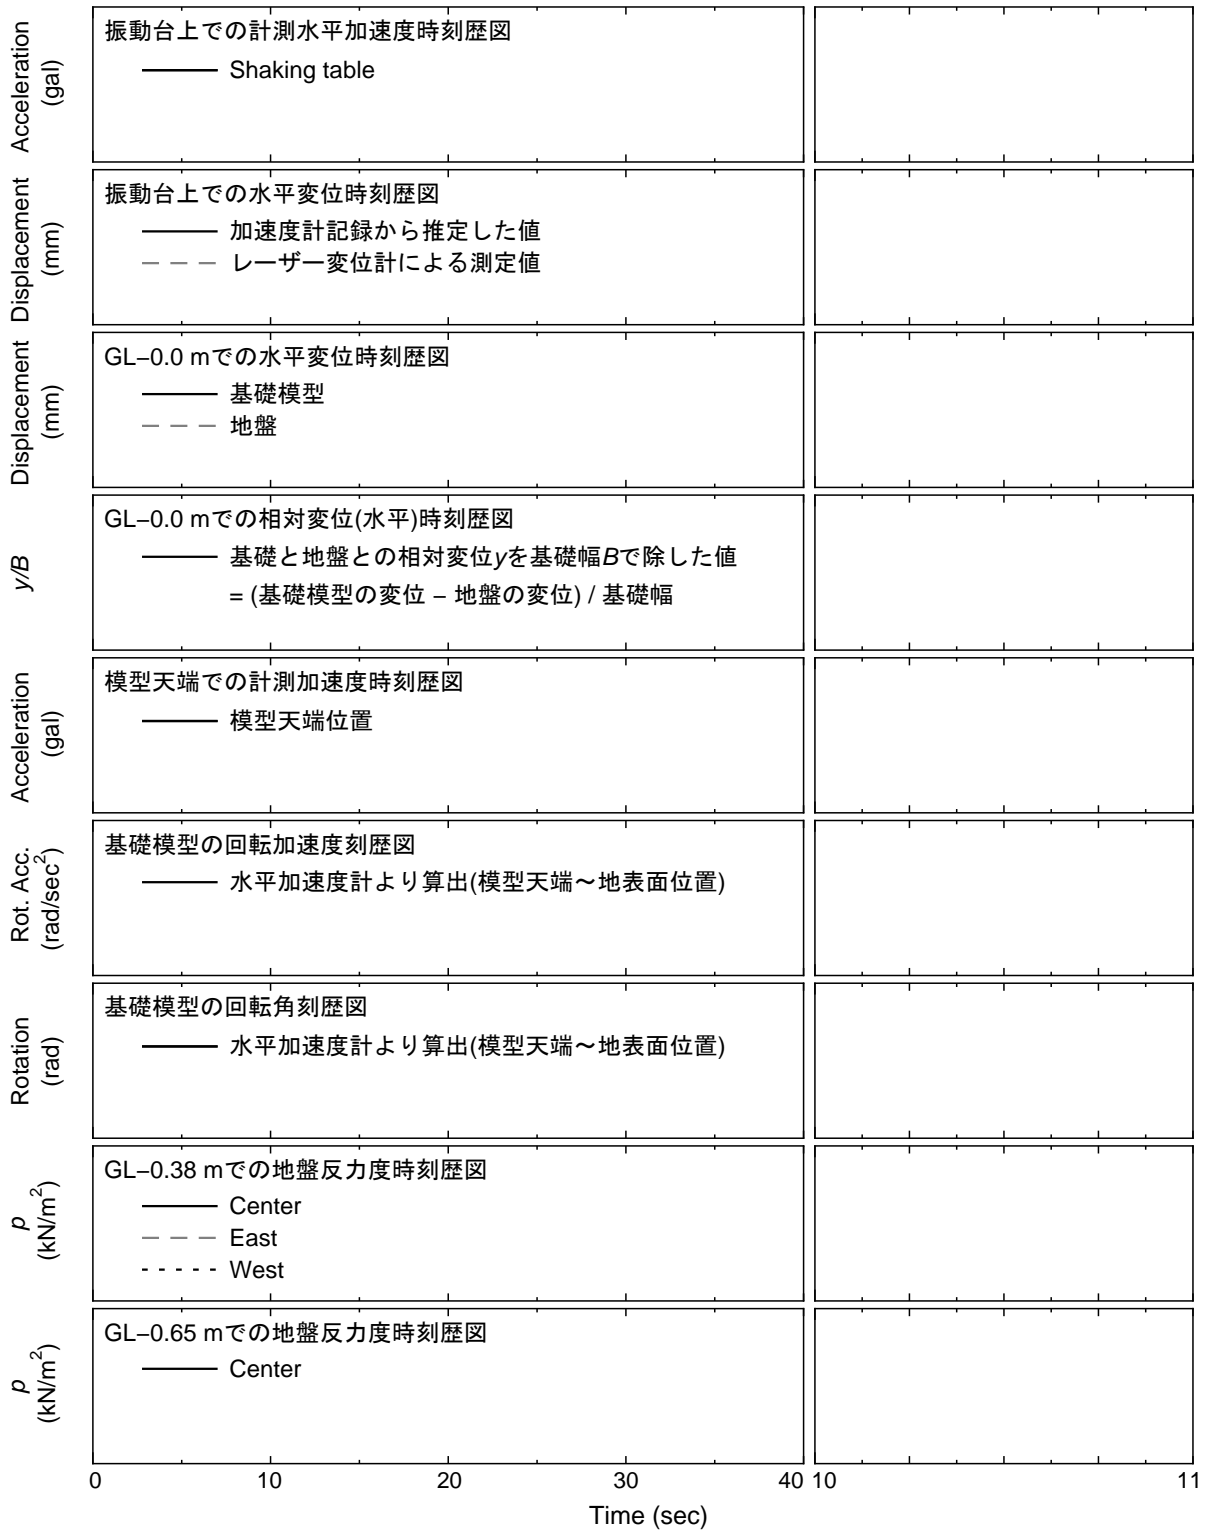 Acceleration
(gal)
振動台上での計測水平加速度時刻歴図
Shaking table
Displacement
(mm)
振動台上での水平変位時刻歴図
加速度計記録から推定した値
レーザー変位計による測定値
Displacement
(mm)
GL−0.0 mでの水平変位時刻歴図
基礎模型
地盤
y/B
GL−0.0 mでの相対変位(水平)時刻歴図
基礎と地盤との相対変位yを基礎幅Bで除した値
= (基礎模型の変位 − 地盤の変位) / 基礎幅
Acceleration
(gal)
模型天端での計測加速度時刻歴図
模型天端位置
Rot. Acc.
(rad/sec²)
基礎模型の回転加速度刻歴図
水平加速度計より算出(模型天端～地表面位置)
Rotation
(rad)
基礎模型の回転角刻歴図
水平加速度計より算出(模型天端～地表面位置)
p
(kN/m²)
GL−0.38 mでの地盤反力度時刻歴図
Center
East
West
p
(kN/m²)
GL−0.65 mでの地盤反力度時刻歴図
Center
0 10 20 30 40 10 11
Time (sec)